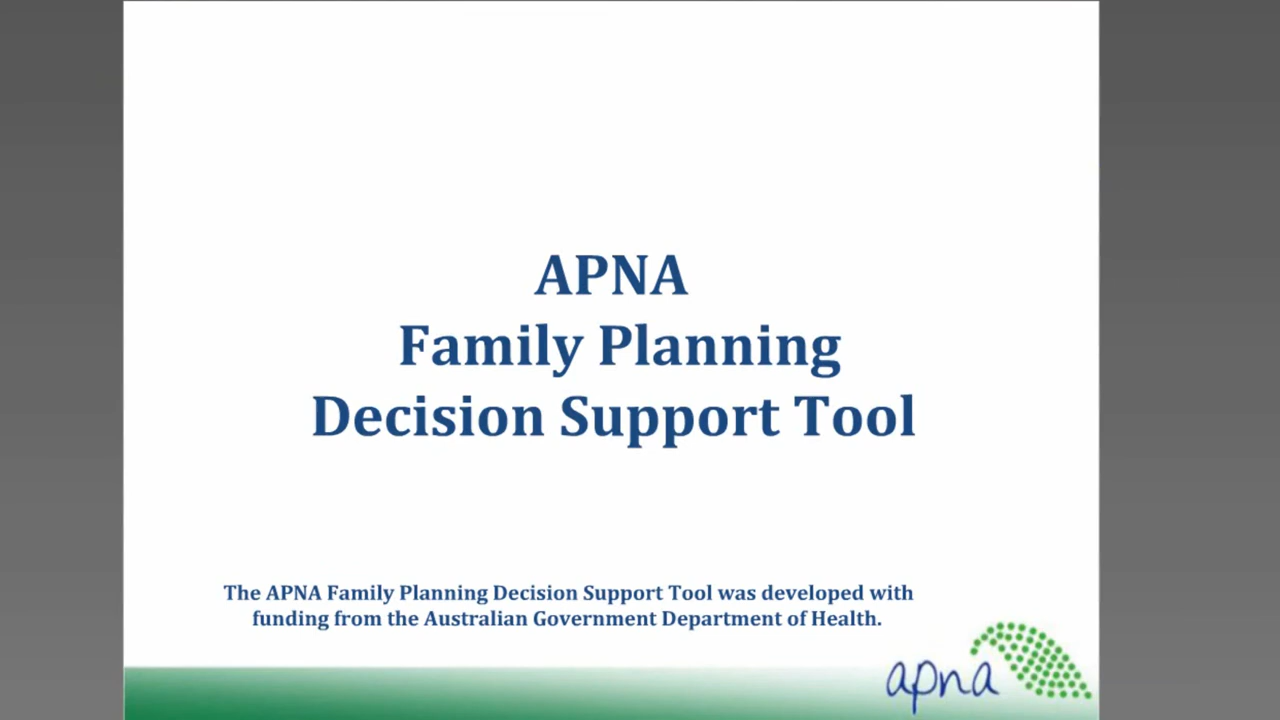 APNA
Family Planning
Decision Support Tool
The APNA Family Planning Decision Support Tool was developed with
funding from the Australian Government Department of Health.
apna